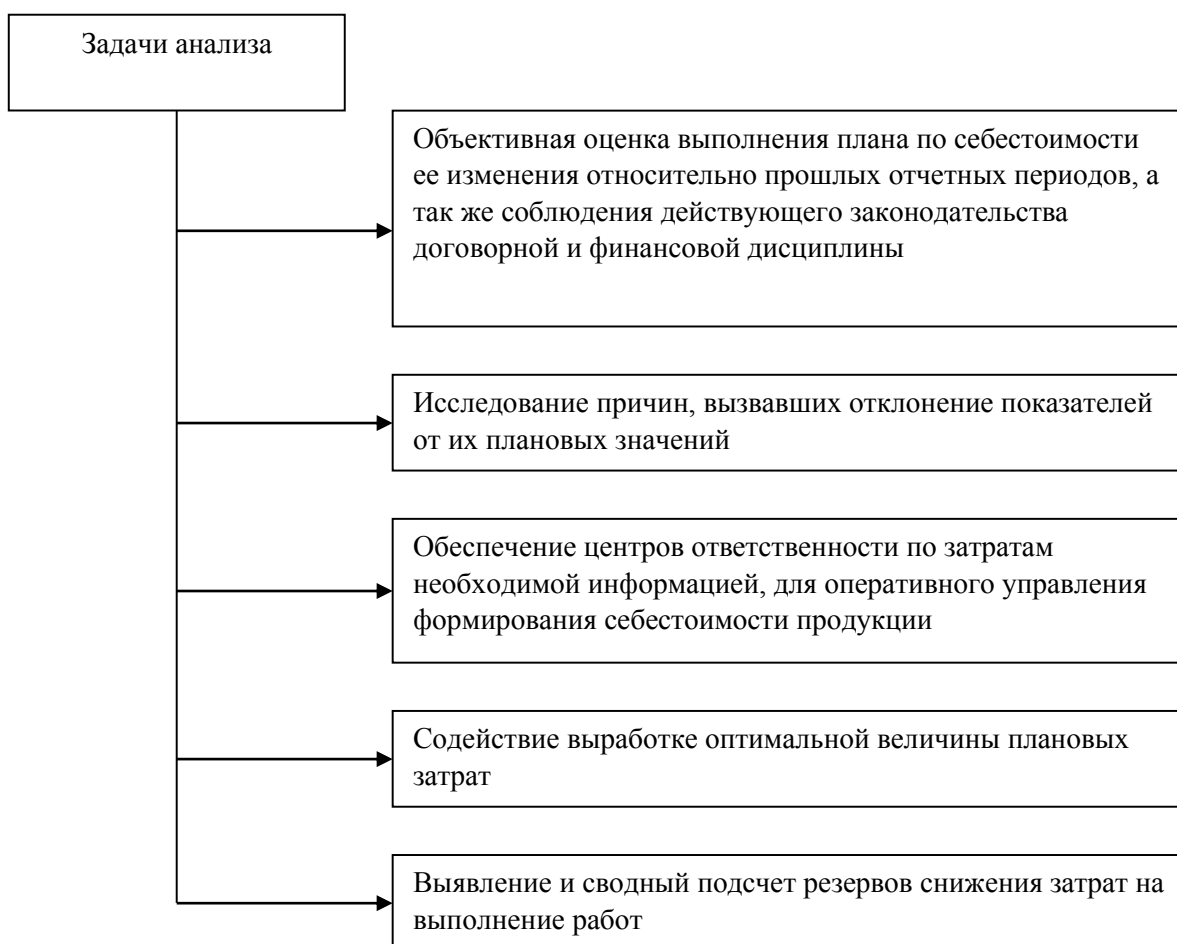 Задачи анализа
Объективная оценка выполнения плана по себестоимости
ее изменения относительно прошлых отчетных периодов, а
так же соблюдения действующего законодательства
договорной и финансовой дисциплины
Исследование причин, вызвавших отклонение показателей
от их плановых значений
Обеспечение центров ответственности по затратам
необходимой информацией, для оперативного управления
формирования себестоимости продукции
Содействие выработке оптимальной величины плановых
затрат
Выявление и сводный подсчет резервов снижения затрат на
выполнение работ